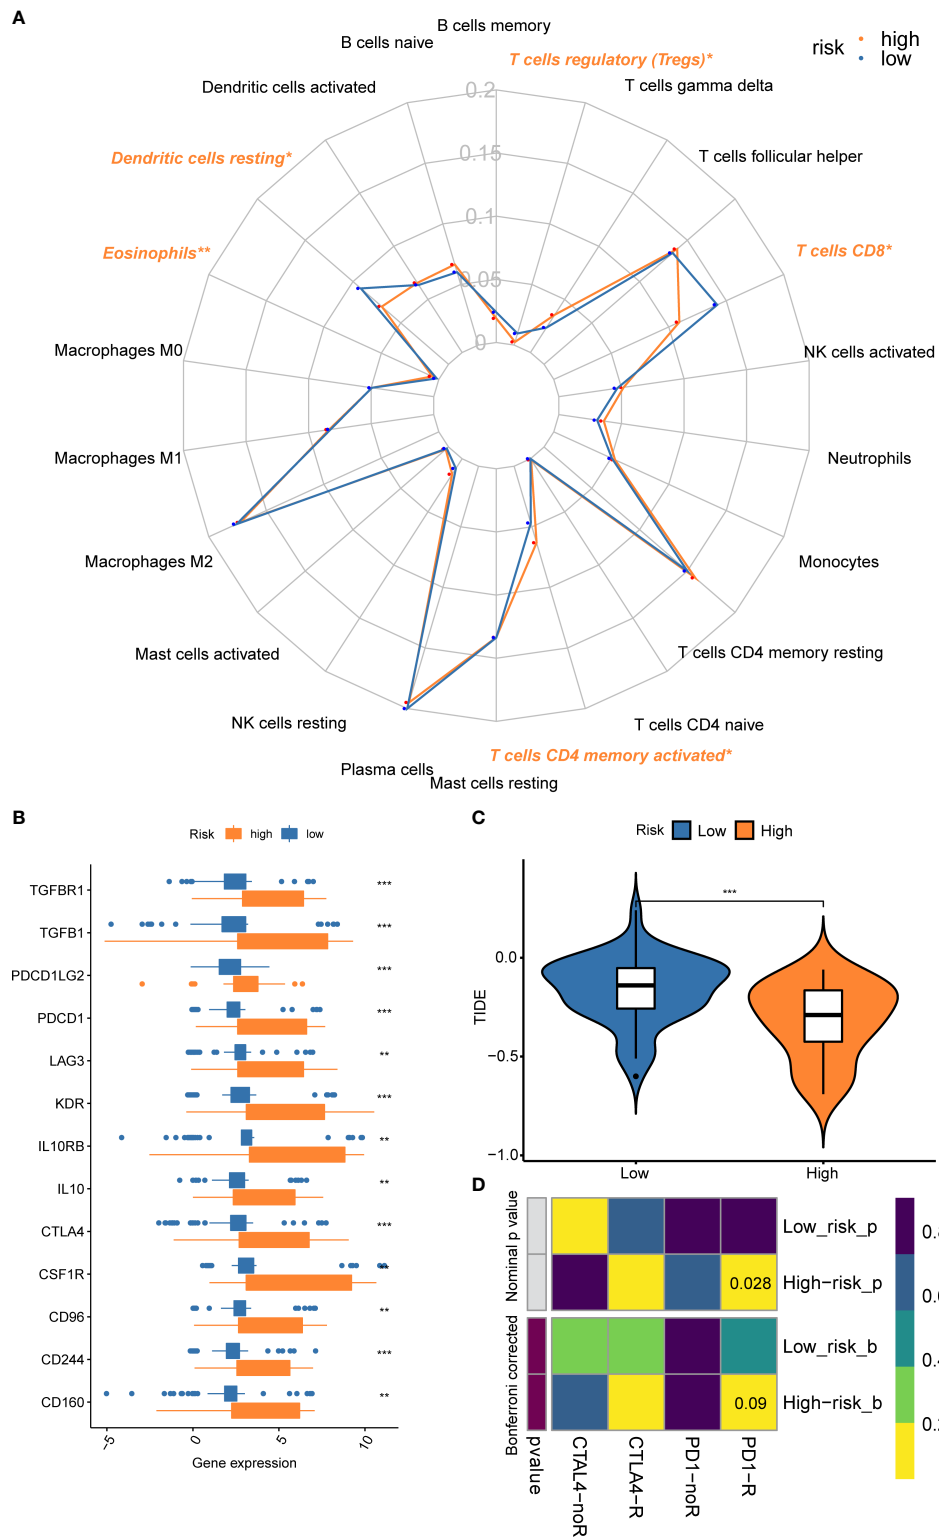 A
B cells memory
B cells naive
T cells regulatory (Tregs)*
risk
high
low
Dendritic cells activated
T cells gamma delta
0.2
Dendritic cells resting*
0.15
T cells follicular helper
0.1
Eosinophils**
T cells CD8*
0.05
0
Macrophages M0
NK cells activated
Macrophages M1
Neutrophils
Macrophages M2
Monocytes
Mast cells activated
T cells CD4 memory resting
NK cells resting
T cells CD4 naive
T cells CD4 memory activated*
Plasma cells
Mast cells resting
B
Risk high low
TGFBR1 ***
TGFB1 ***
PDCD1LG2 ***
PDCD1 ***
LAG3 **
KDR ***
IL10RB **
IL10 **
CTLA4 ***
CSF1R **
CD96 **
CD244 ***
CD160 **
−5 0 5 10
Gene expression
C
Risk Low High
***
TIDE
0.0
−0.5
−1.0
Low High
D
Nominal p value
Bonferroni corrected
Low_risk_p
High−risk_p
0.028
Low_risk_b
High−risk_b
0.09
pvalue
CTAL4−noR
CTLA4−R
PD1−noR
PD1−R